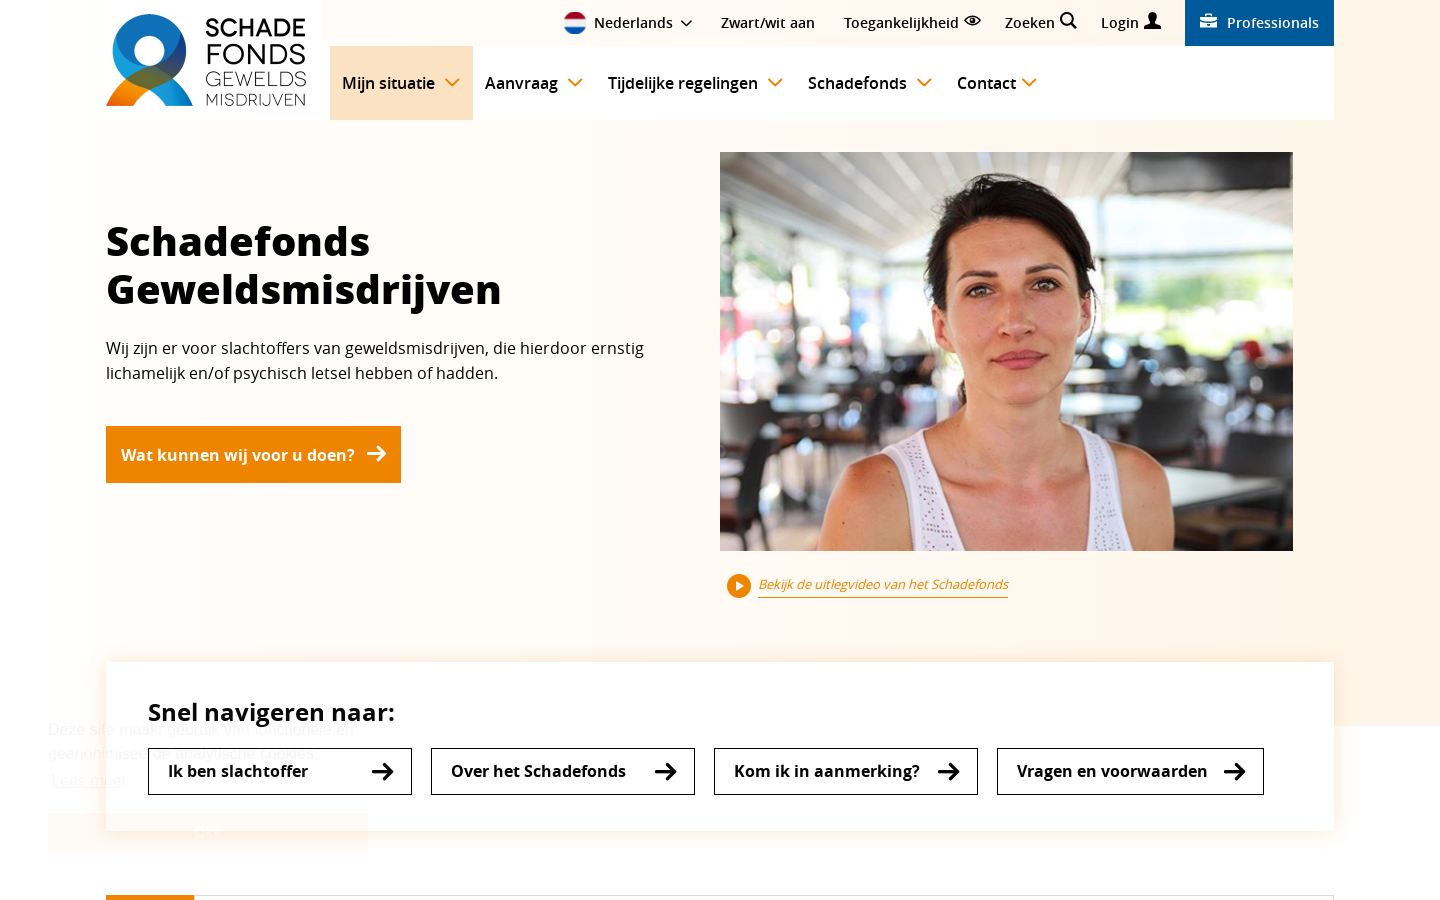 SCHADE
FONDS
GEWELDS
MISDRIJVEN
Nederlands
Zwart/wit aan
Toegankelijkheid
Zoeken
Login
Professionals
Mijn situatie
Aanvraag
Tijdelijke regelingen
Schadefonds
Contact
Schadefonds
Geweldsmisdrijven
Wij zijn er voor slachtoffers van geweldsmisdrijven, die hierdoor ernstig
lichamelijk en/of psychisch letsel hebben of hadden.
Wat kunnen wij voor u doen?
Bekijk de uitlegvideo van het Schadefonds
Snel navigeren naar:
Deze site maakt gebruik van functionele en
geanonimiseerde analytische cookies.
Lees meer
Ik ben slachtoffer
Over het Schadefonds
Kom ik in aanmerking?
Vragen en voorwaarden